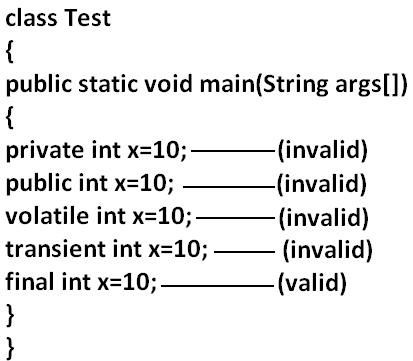 class Test
{
public static void main(String args[])
{
private int x=10; (invalid)
public int x=10; (invalid)
volatile int x=10; (invalid)
transient int x=10; (invalid)
final int x=10; (valid)
}
}